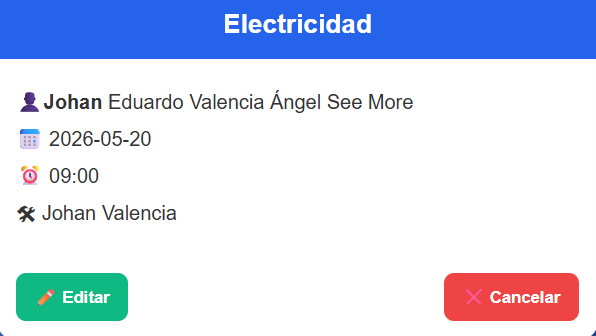 Electricidad
Johan Eduardo Valencia Ángel See More
2026-05-20
09:00
Johan Valencia
Editar
Cancelar